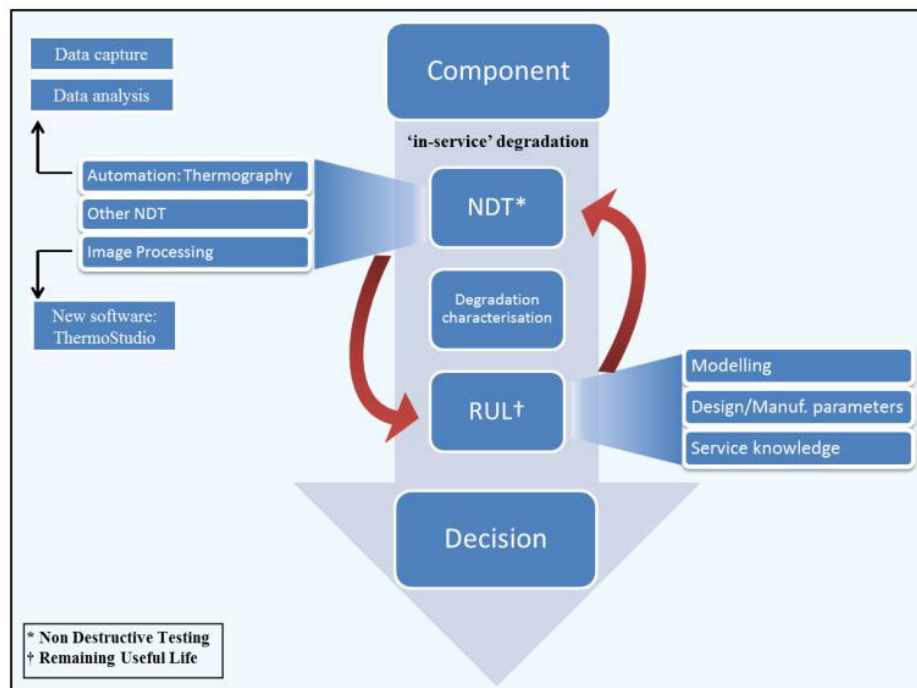 Data capture
Data analysis
Component
‘in-service’ degradation
Automation: Thermography
Other NDT
Image Processing
NDT*
New software:
ThermoStudio
Degradation
characterisation
RUL†
Modelling
Design/Manuf. parameters
Service knowledge
Decision
* Non Destructive Testing
† Remaining Useful Life